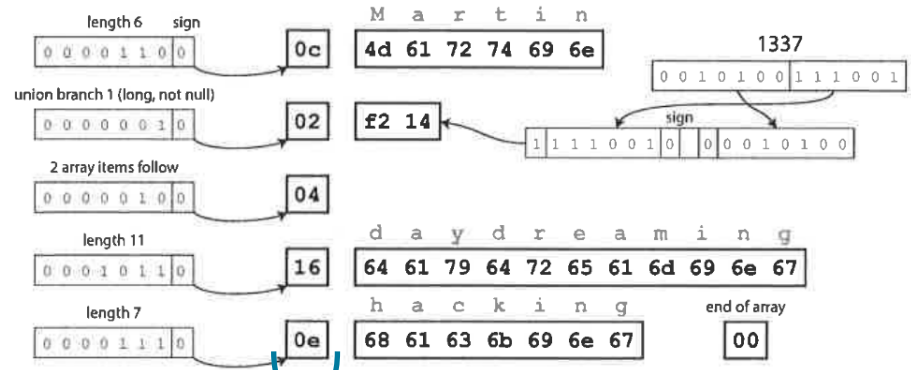 length 6 sign M a r t i n
0 0 0 0 1 1 0 0 0c 4d 61 72 74 69 6e
1337
0 0 1 0 1 0 0 1 1 1 0 0 1
union branch 1 (long, not null)
0 0 0 0 0 0 1 0 02 f2 14
sign
1 1 1 1 0 0 1 0 0 0 0 1 0 1 0 0
2 array items follow
0 0 0 0 0 1 0 0 04
length 11 d a y d r e a m i n g
0 0 0 1 0 1 1 0 16 64 61 79 64 72 65 61 6d 69 6e 67
length 7 h a c k i n g end of array
0 0 0 0 1 1 1 0 0e 68 61 63 6b 69 6e 67 00